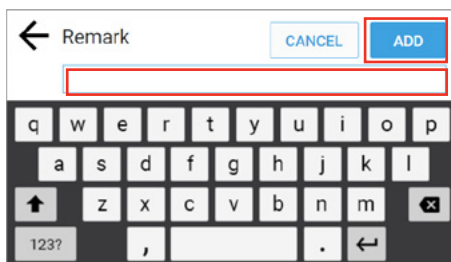 Remark CANCEL ADD
q w e r t y u i o p
a s d f g h j k l
z x c v b n m
123? , .